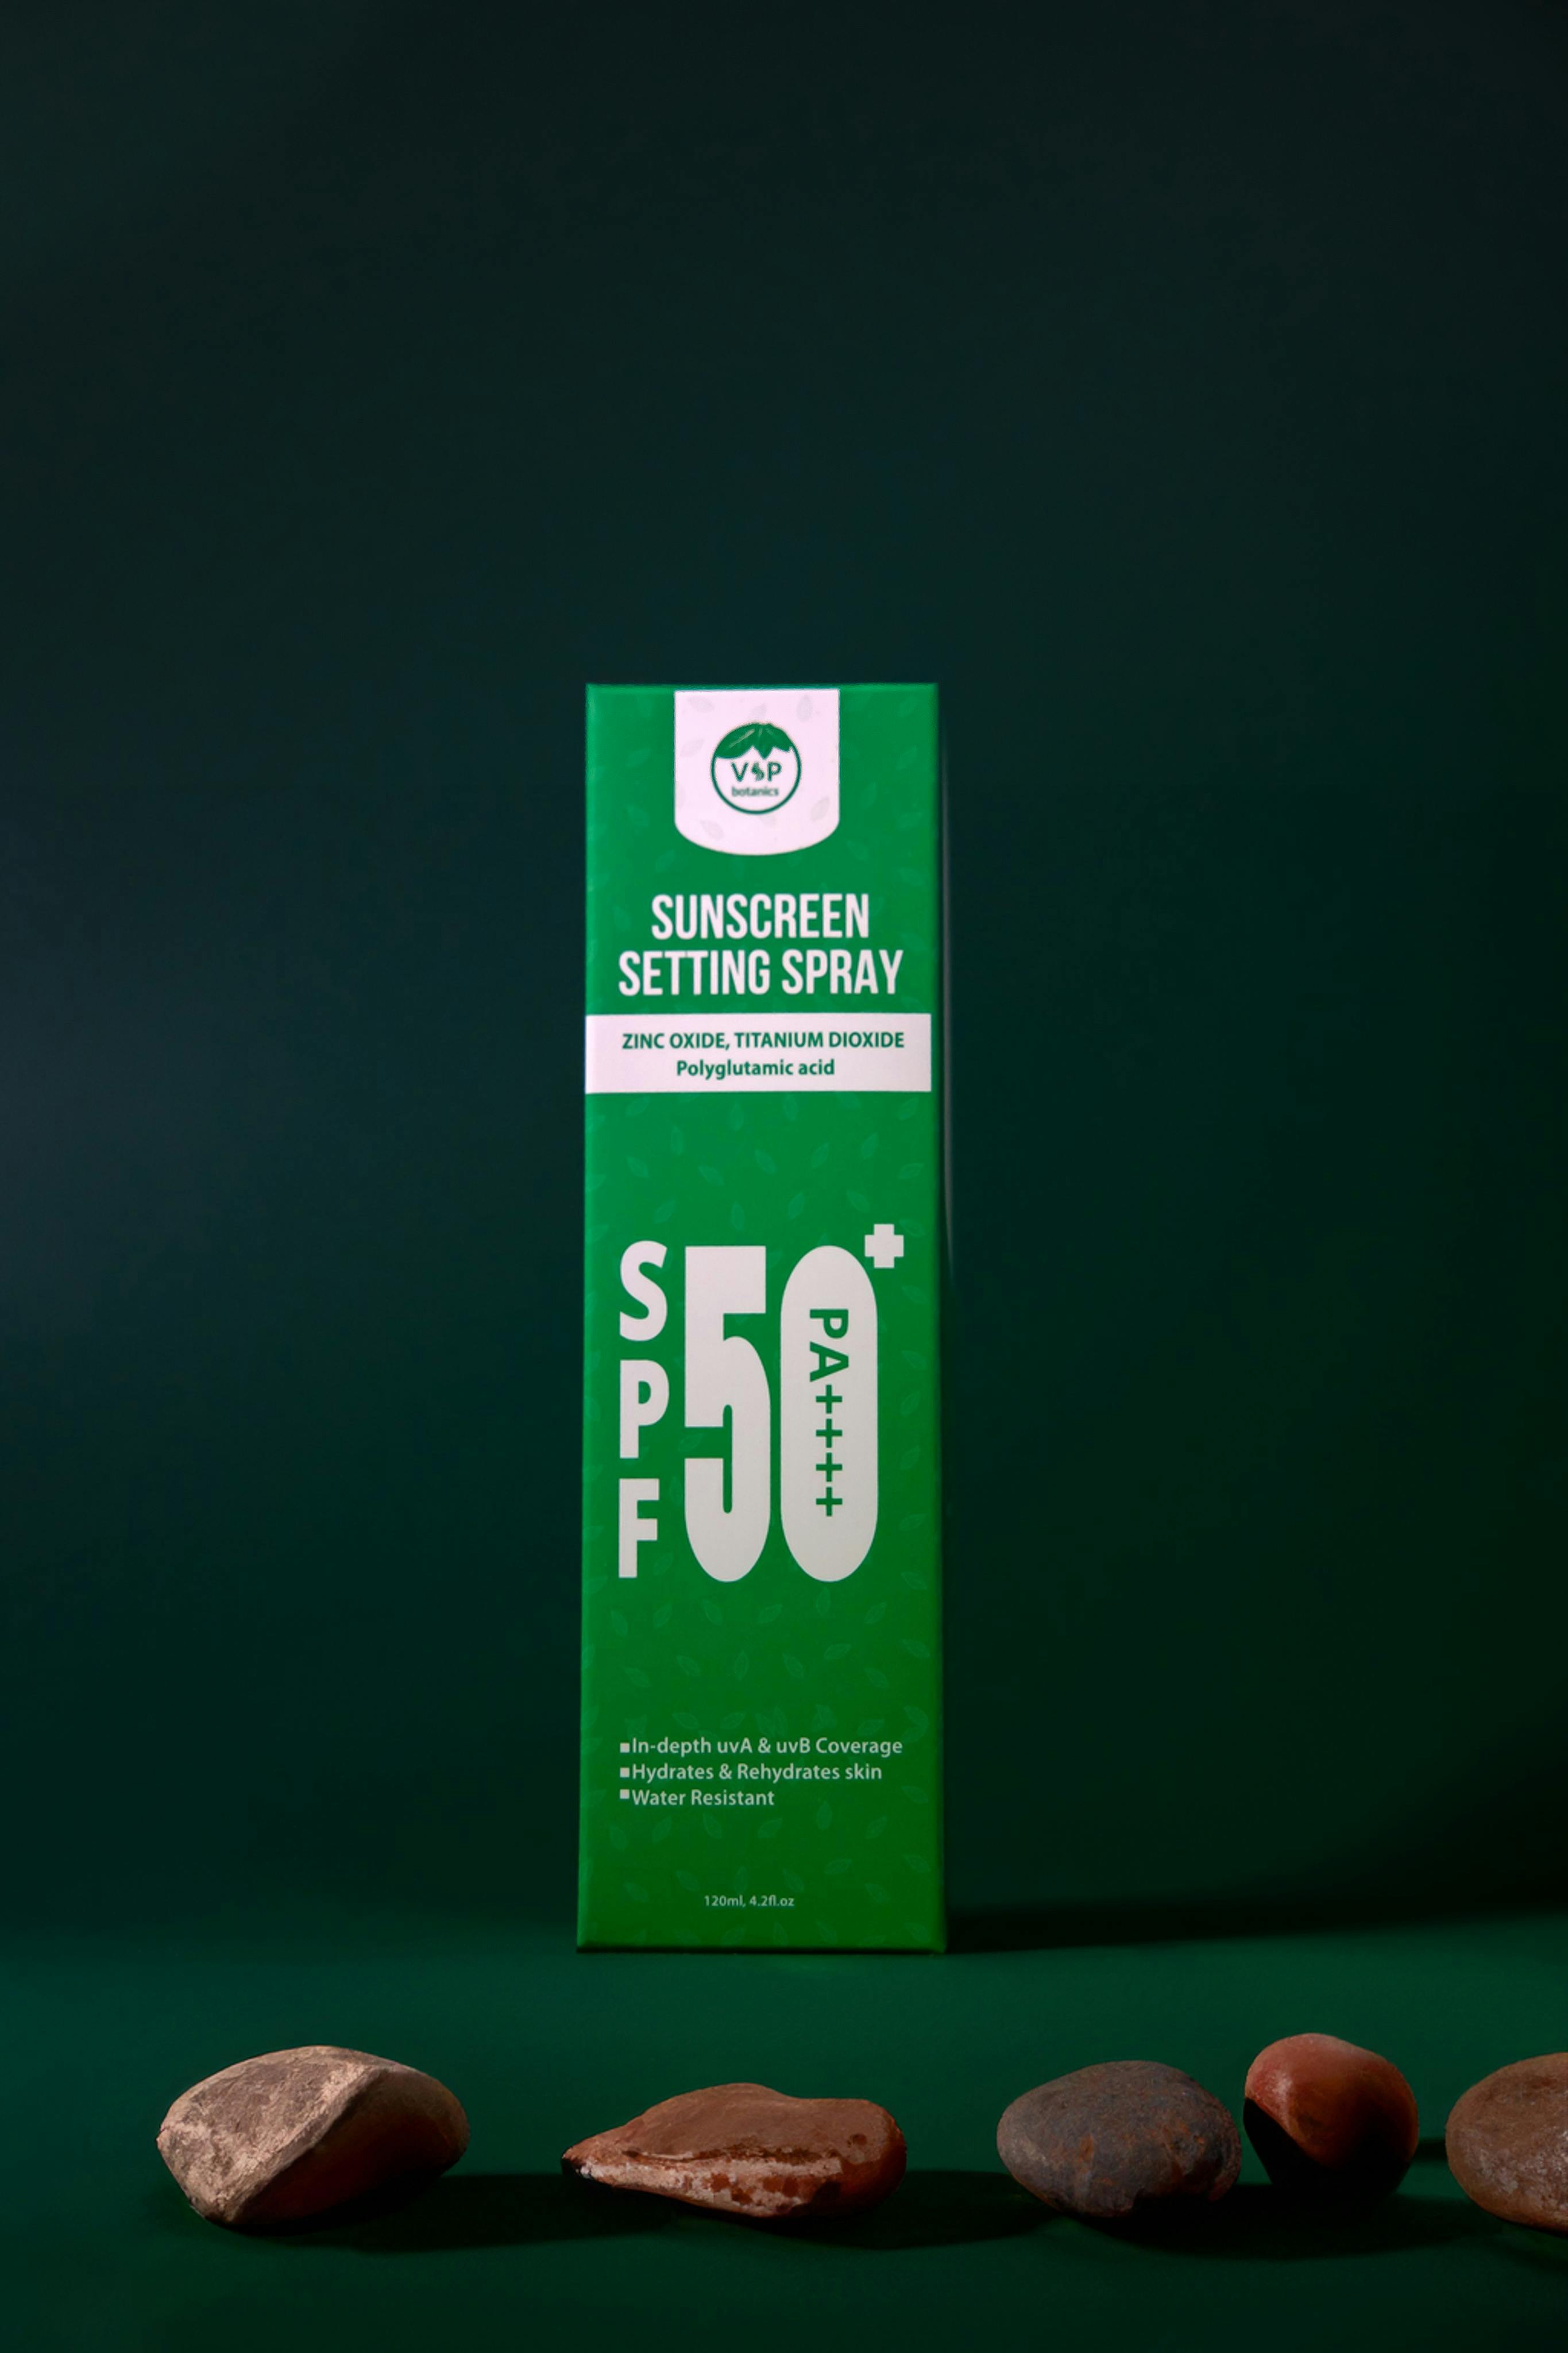 V&P
botanics
SUNSCREEN
SETTING SPRAY
ZINC OXIDE, TITANIUM DIOXIDE
Polyglutamic acid
SPF 50+
PA++++
▪In-depth uvA & uvB Coverage
▪Hydrates & Rehydrates skin
▪Water Resistant
120ml, 4.2fl.oz